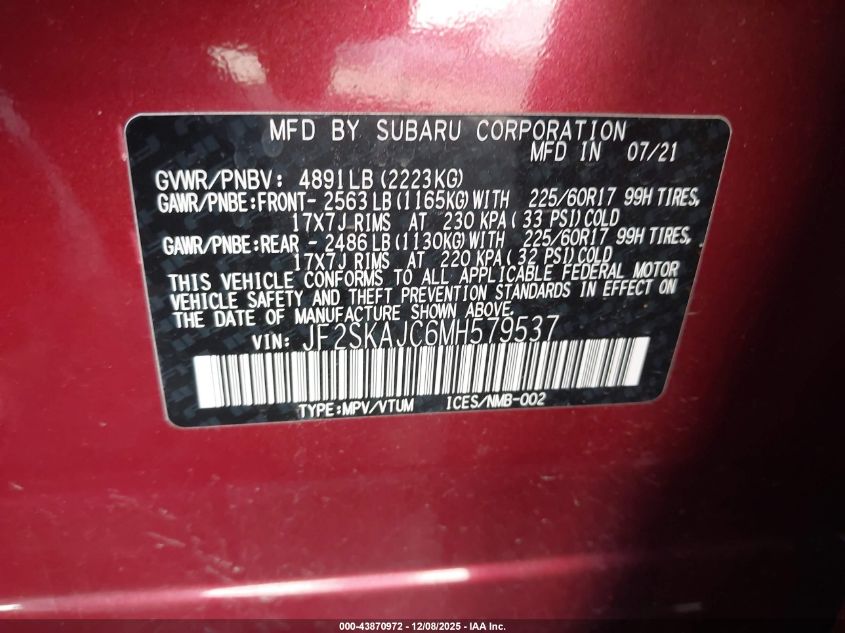 MFD BY SUBARU CORPORATION
MFD IN 07/21
GVWR/PNBV: 4891LB (2223KG)
GAWR/PNBE:FRONT- 2563LB (1165KG) WITH 225/60R17 99H TIRES,
17X7J RIMS AT 230 KPA ( 33 PSI) COLD
GAWR/PNBE:REAR - 2486LB (1130KG) WITH 225/60R17 99H TIRES,
17X7J RIMS AT 220 KPA ( 32 PSI) COLD
THIS VEHICLE CONFORMS TO ALL APPLICABLE FEDERAL MOTOR
VEHICLE SAFETY AND THEFT PREVENTION STANDARDS IN EFFECT ON
THE DATE OF MANUFACTURE SHOWN ABOVE.
VIN: JF2SKAJC6MH579537
TYPE:MPV/VTUM ICES/NMB-002
000-43870972 - 12/08/2025 - IAA Inc.